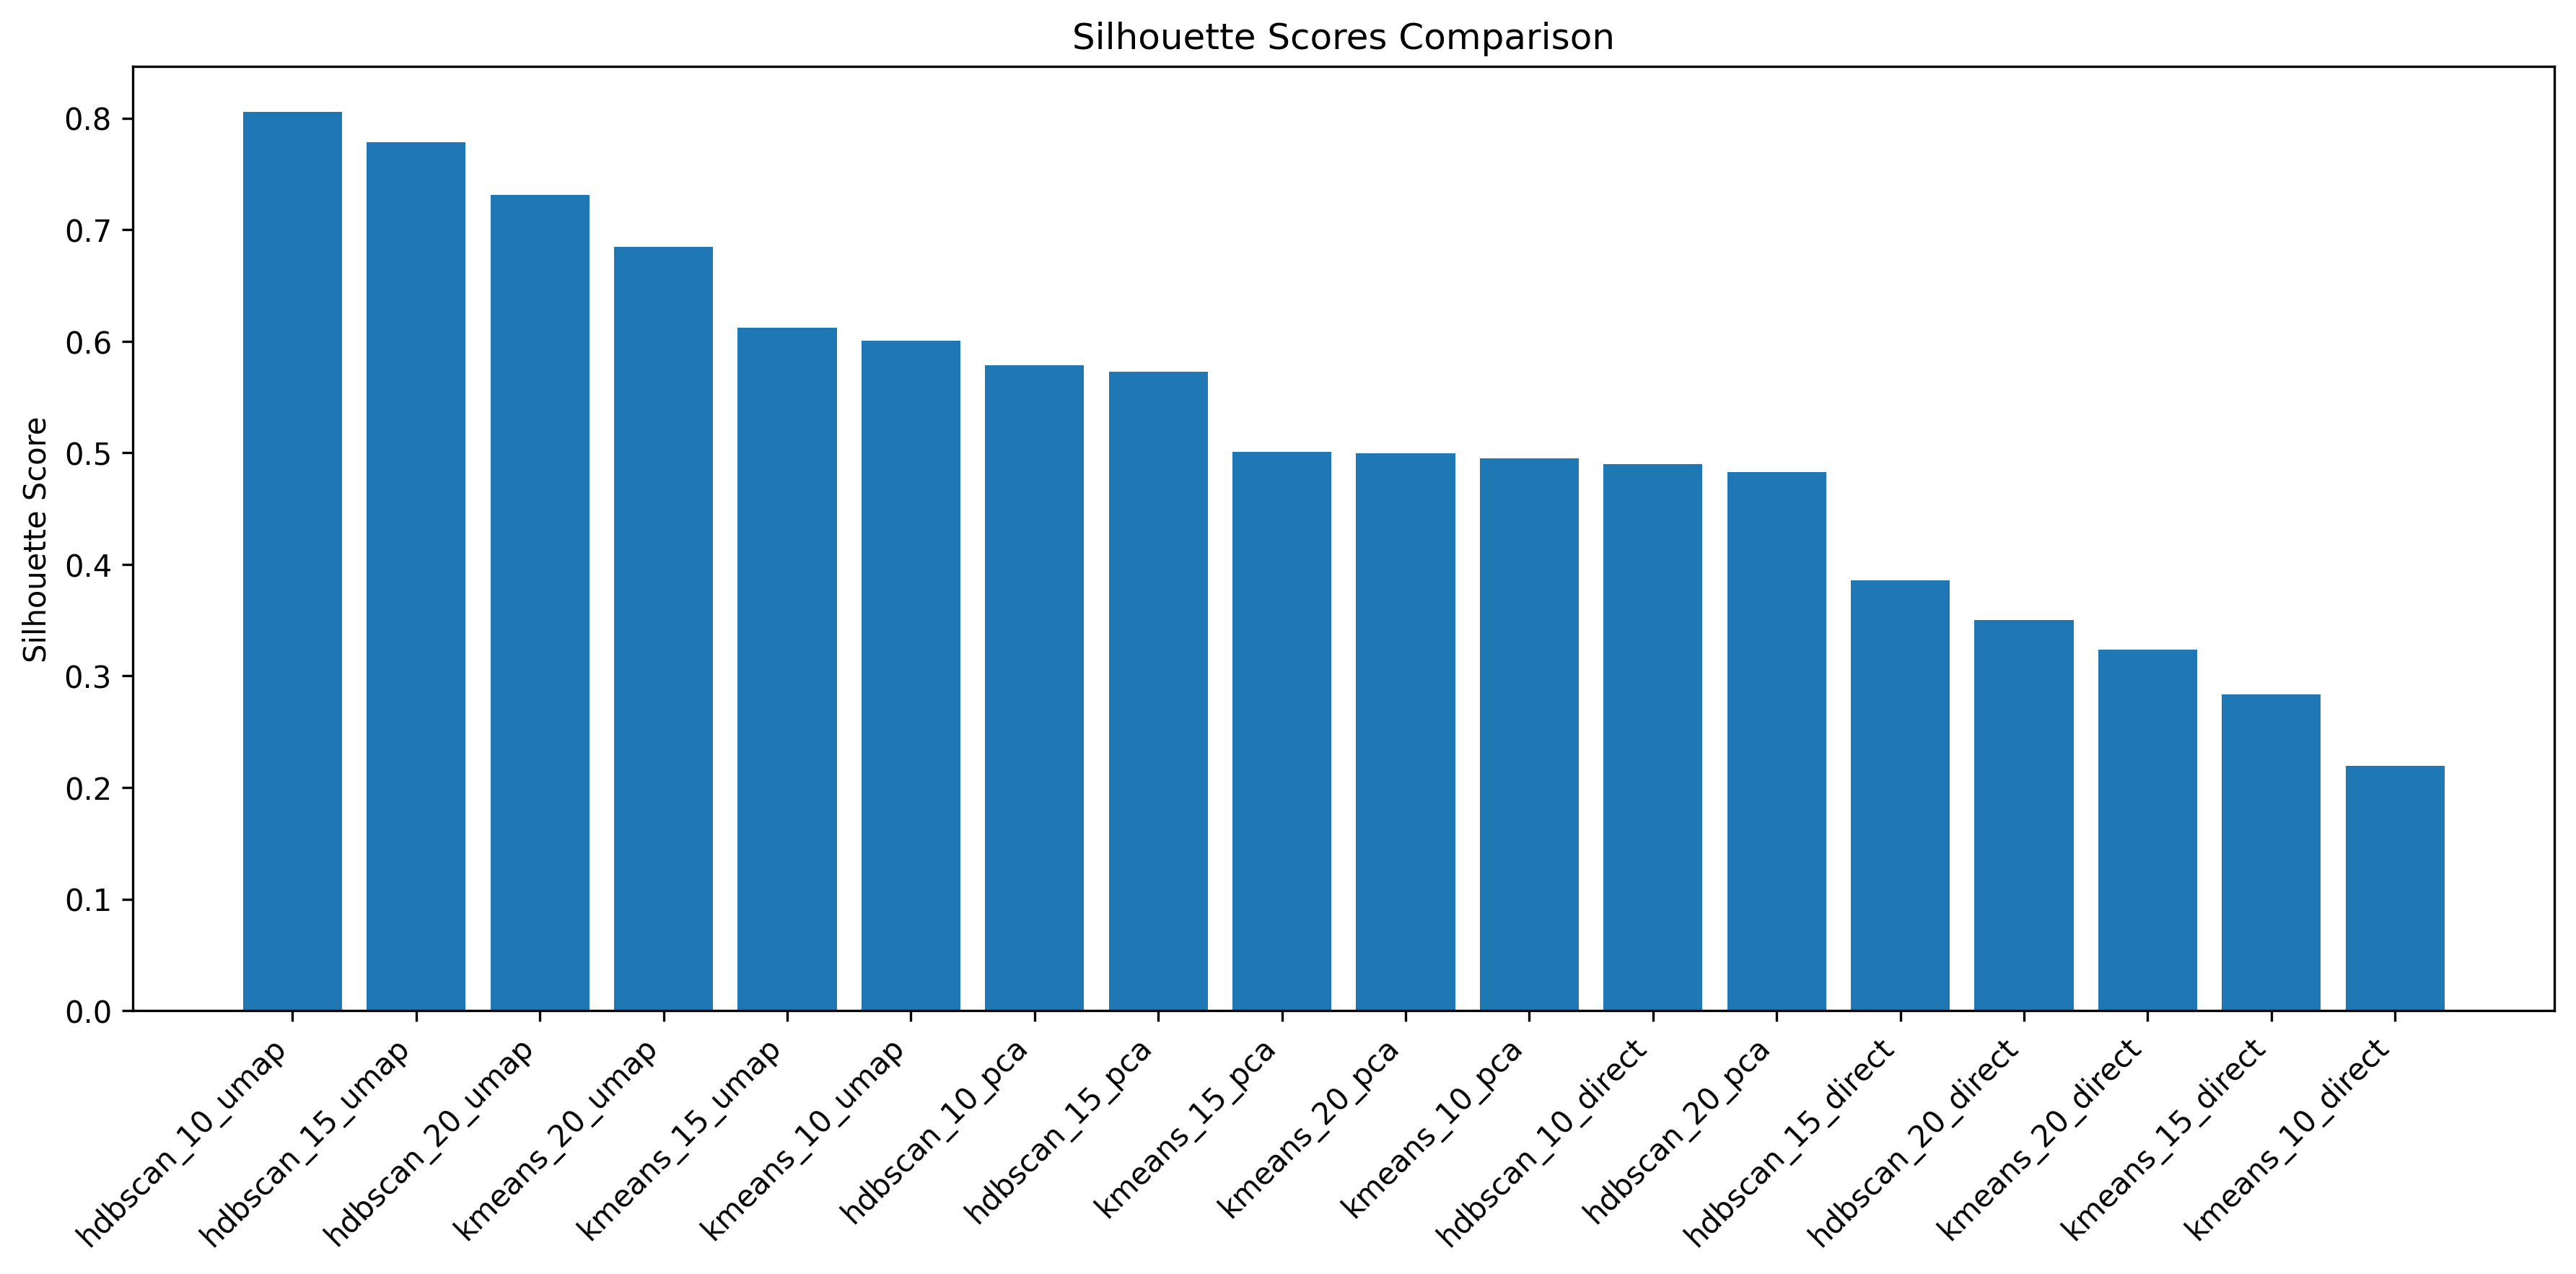 Silhouette Scores Comparison
Silhouette Score
0.8
0.7
0.6
0.5
0.4
0.3
0.2
0.1
0.0
hdbscan_10_umap
hdbscan_15_umap
hdbscan_20_umap
kmeans_20_umap
kmeans_15_umap
kmeans_10_umap
hdbscan_10_pca
hdbscan_15_pca
kmeans_15_pca
kmeans_20_pca
kmeans_10_pca
hdbscan_10_direct
hdbscan_20_pca
hdbscan_15_direct
hdbscan_20_direct
kmeans_20_direct
kmeans_15_direct
kmeans_10_direct